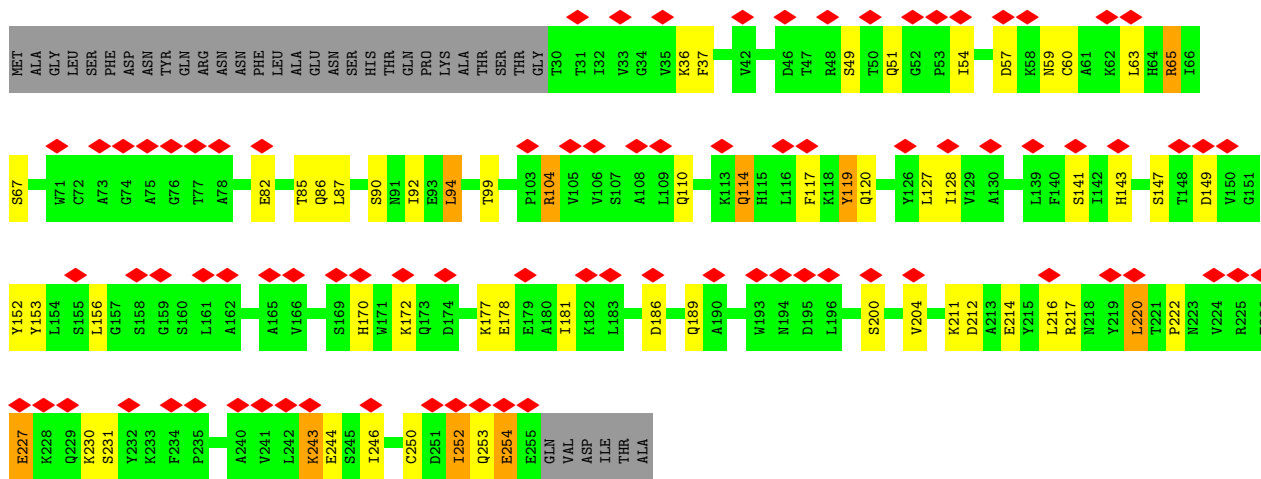 MET ALA GLY LEU SER PHE ASP ASN TYR GLN ARG ASN ASN PHE LEU ALA GLU ASN SER HIS THR GLN PRO LYS ALA THR SER THR GLY T30 T31 I32 V33 G34 V35 K36 F37 V42 D46 T47 R48 S49 T50 Q51 G52 P53 I54 D57 K58 N59 C60 A61 K62 L63 H64 R65 I66
S67 W71 C72 A73 G74 A75 G76 T77 A78 E82 T85 Q86 L87 S90 N91 I92 E93 L94 T99 P103 R104 V105 V106 S107 A108 L109 Q110 K113 Q114 H115 L116 F117 K118 Y119 Q120 Y126 L127 I128 V129 A130 L139 F140 S141 I142 H143 S147 T148 D149 V150 G151
Y152 Y153 L154 S155 L156 G157 S158 G159 S160 L161 A162 A165 V166 S169 H170 W171 K172 Q173 D174 K177 E178 E179 A180 I181 K182 L183 D186 Q189 A190 W193 N194 D195 L196 S200 V204 K211 D212 A213 E214 Y215 L216 R217 N218 Y219 L220 T221 P222 N223 V224 R225
E227 K228 Q229 K230 S231 Y232 K233 F234 P235 A240 V241 L242 K243 E244 S245 I246 C250 D251 I252 Q253 E254 E255 GLN VAL ASP ILE THR ALA